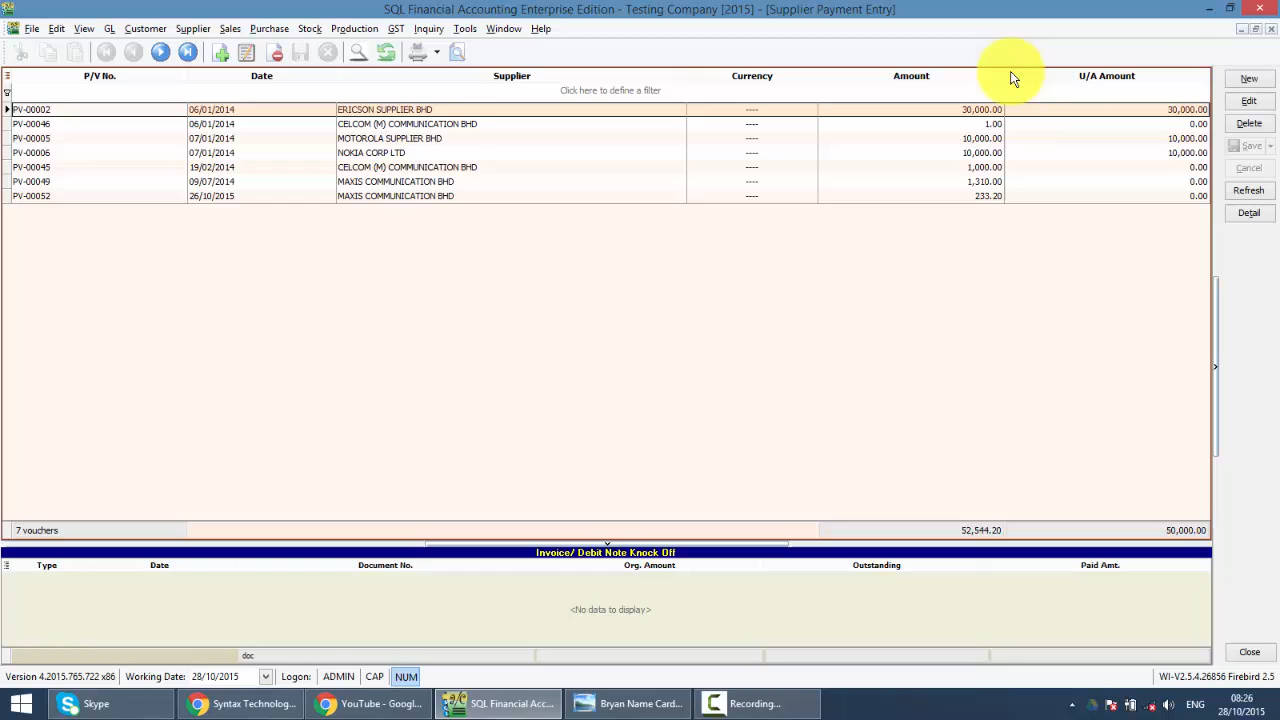 SQL Financial Accounting Enterprise Edition - Testing Company [2015] - [Supplier Payment Entry]
File Edit View GL Customer Supplier Sales Purchase Stock Production GST Inquiry Tools Window Help
P/V No. Date Supplier Currency Amount U/A Amount
Click here to define a filter
PV-00002 06/01/2014 ERICSON SUPPLIER BHD ---- 30,000.00 30,000.00
PV-00046 06/01/2014 CELCOM (M) COMMUNICATION BHD ---- 1.00 0.00
PV-00005 07/01/2014 MOTOROLA SUPPLIER BHD ---- 10,000.00 10,000.00
PV-00006 07/01/2014 NOKIA CORP LTD ---- 10,000.00 10,000.00
PV-00045 19/02/2014 CELCOM (M) COMMUNICATION BHD ---- 1,000.00 0.00
PV-00049 09/07/2014 MAXIS COMMUNICATION BHD ---- 1,310.00 0.00
PV-00052 26/10/2015 MAXIS COMMUNICATION BHD ---- 233.20 0.00
New
Edit
Delete
Save
Cancel
Refresh
Detail
7 vouchers 52,544.20 50,000.00
Invoice/ Debit Note Knock Off
Type Date Document No. Org. Amount Outstanding Paid Amt.
<No data to display>
doc
Close
Version 4.2015.765.722 x86 Working Date: 28/10/2015 Logon: ADMIN CAP NUM WI-V2.5.4.26856 Firebird 2.5
Skype Syntax Technolog... YouTube - Googl... SQL Financial Acc... Bryan Name Card... Recording... ENG 08:26
28/10/2015